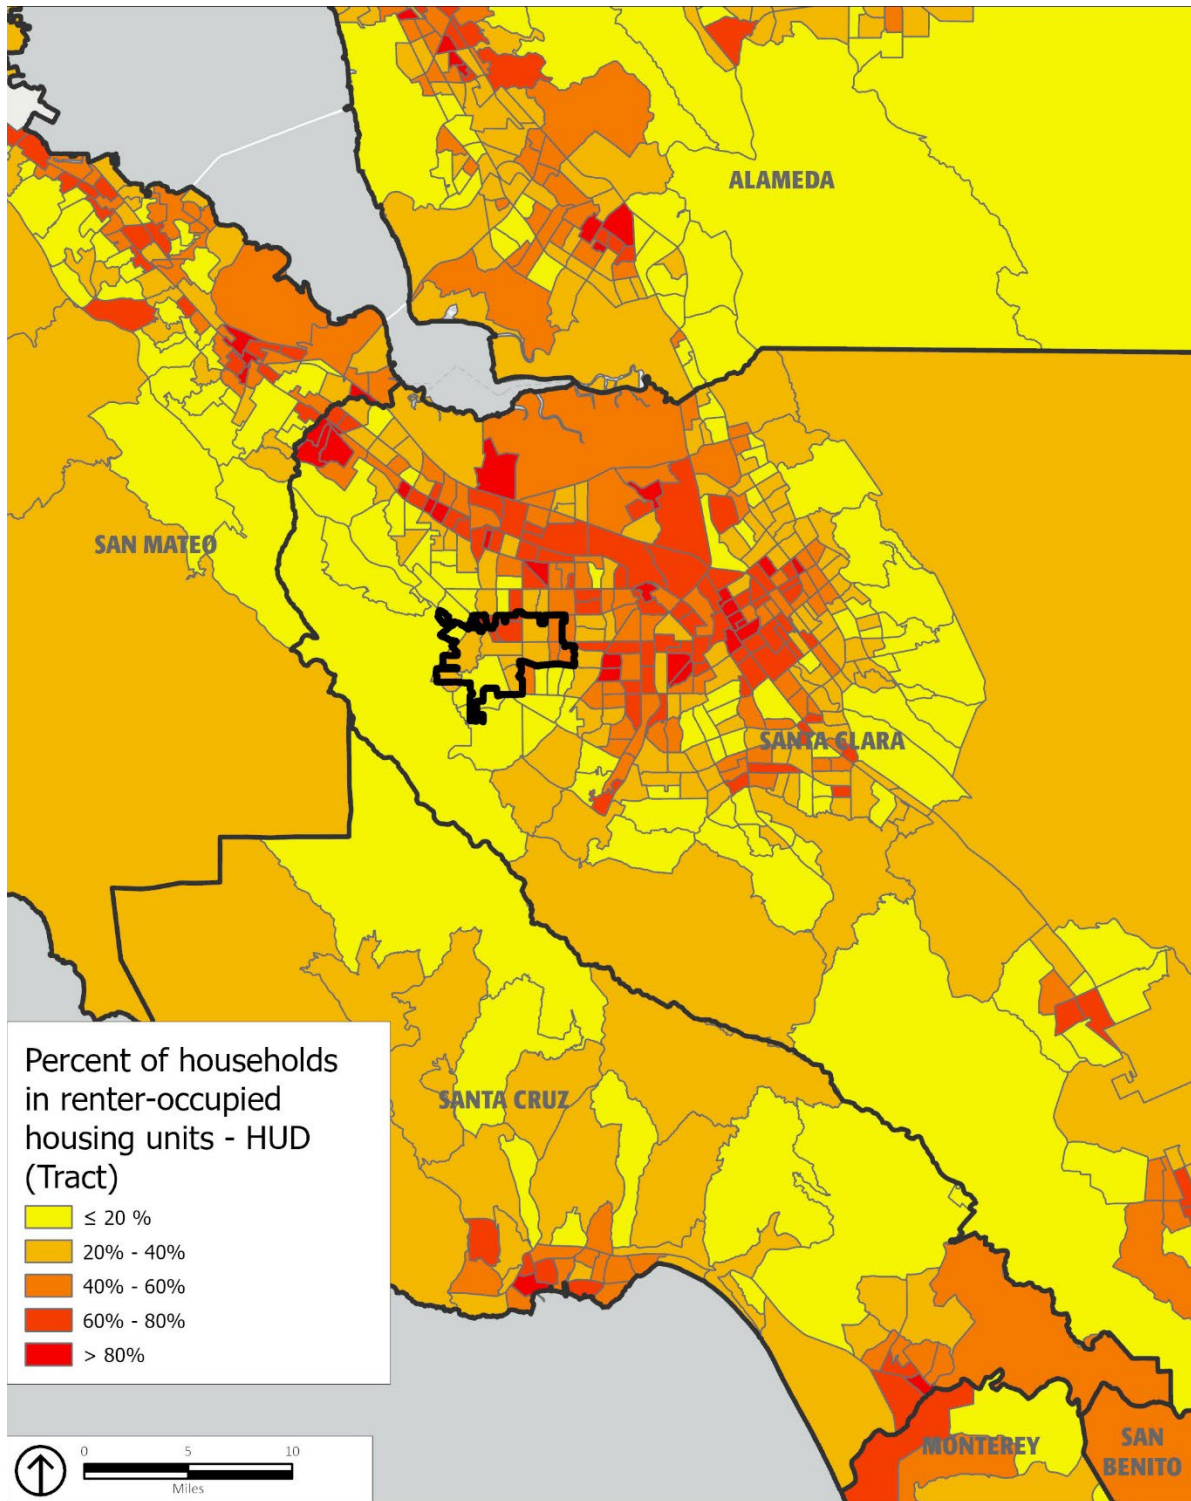 ALAMEDA
SAN MATEO
SANTA CLARA
SANTA CRUZ
MONTEREY
SAN
BENITO
Percent of households
in renter-occupied
housing units - HUD
(Tract)
≤ 20 %
20% - 40%
40% - 60%
60% - 80%
> 80%
0 5 10
Miles